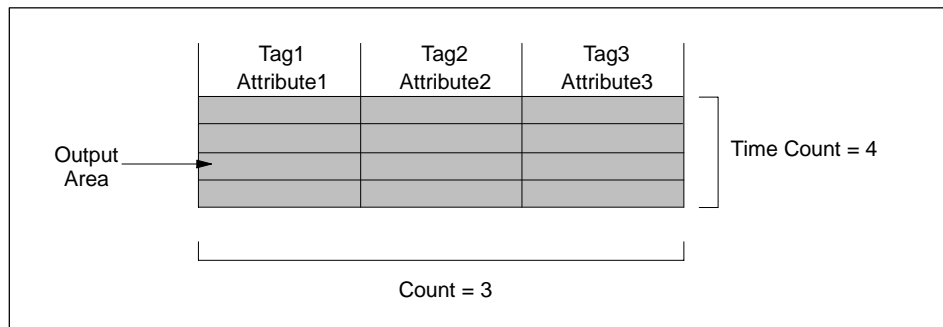 Tag1 Tag2 Tag3
Attribute1 Attribute2 Attribute3
Output
Area
Time Count = 4
Count = 3